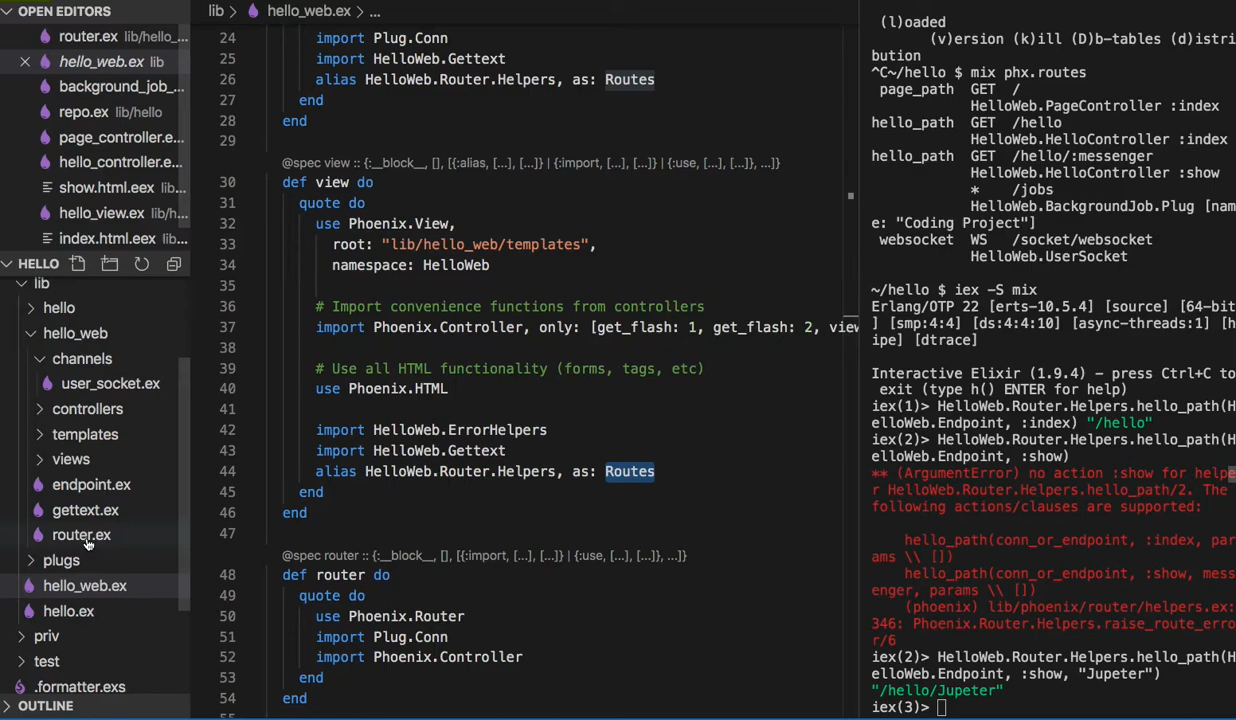 OPEN EDITORS
router.ex lib/hello_...
hello_web.ex lib
background_job_...
repo.ex lib/hello
page_controller.e...
hello_controller.e...
show.html.eex lib...
hello_view.ex lib/h...
index.html.eex lib...
HELLO
lib
hello
hello_web
channels
user_socket.ex
controllers
templates
views
endpoint.ex
gettext.ex
router.ex
plugs
hello_web.ex
hello.ex
priv
test
.formatter.exs
OUTLINE
lib > hello_web.ex > ...
24 import Plug.Conn
25 import HelloWeb.Gettext
26 alias HelloWeb.Router.Helpers, as: Routes
27 end
28 end
29
@spec view :: {:__block__, [], [{:alias, [...], [...]} | {:import, [...], [...]} | {:use, [...], [...]}, ...]}
30 def view do
31 quote do
32 use Phoenix.View,
33 root: "lib/hello_web/templates",
34 namespace: HelloWeb
35
36 # Import convenience functions from controllers
37 import Phoenix.Controller, only: [get_flash: 1, get_flash: 2, view
38
39 # Use all HTML functionality (forms, tags, etc)
40 use Phoenix.HTML
41
42 import HelloWeb.ErrorHelpers
43 import HelloWeb.Gettext
44 alias HelloWeb.Router.Helpers, as: Routes
45 end
46 end
47
@spec router :: {:__block__, [], [{:import, [...], [...]} | {:use, [...], [...]}, ...]}
48 def router do
49 quote do
50 use Phoenix.Router
51 import Plug.Conn
52 import Phoenix.Controller
53 end
54 end
(l)oaded
(v)ersion (k)ill (D)b-tables (d)istri
bution
^C~/hello $ mix phx.routes
page_path GET /
HelloWeb.PageController :index
hello_path GET /hello
HelloWeb.HelloController :index
hello_path GET /hello/:messenger
HelloWeb.HelloController :show
* /jobs
HelloWeb.BackgroundJob.Plug [nam
e: "Coding Project"]
websocket WS /socket/websocket
HelloWeb.UserSocket
~/hello $ iex -S mix
Erlang/OTP 22 [erts-10.5.4] [source] [64-bit
] [smp:4:4] [ds:4:4:10] [async-threads:1] [h
ipe] [dtrace]
Interactive Elixir (1.9.4) - press Ctrl+C to
exit (type h() ENTER for help)
iex(1)> HelloWeb.Router.Helpers.hello_path(H
elloWeb.Endpoint, :index) "/hello"
iex(2)> HelloWeb.Router.Helpers.hello_path(H
elloWeb.Endpoint, :show)
** (ArgumentError) no action :show for helpe
r HelloWeb.Router.Helpers.hello_path/2. The
following actions/clauses are supported:
hello_path(conn_or_endpoint, :index, par
ams \\ [])
hello_path(conn_or_endpoint, :show, mess
enger, params \\ [])
(phoenix) lib/phoenix/router/helpers.ex:
346: Phoenix.Router.Helpers.raise_route_erro
r/6
iex(2)> HelloWeb.Router.Helpers.hello_path(H
elloWeb.Endpoint, :show, "Jupeter")
"/hello/Jupeter"
iex(3)>